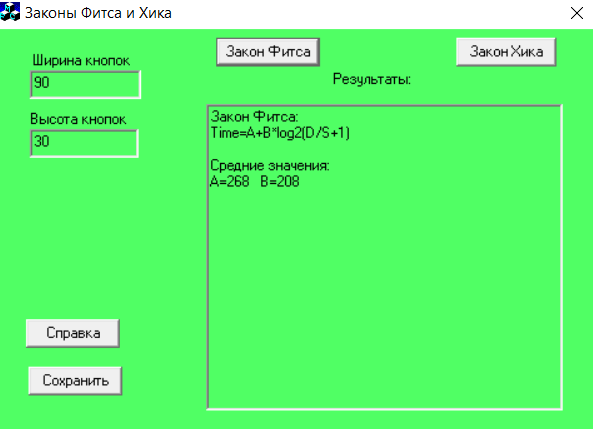 Законы Фитса и Хика
Ширина кнопок
90
Высота кнопок
30
Закон Фитса
Закон Хика
Результаты:
Закон Фитса:
Time=A+B*log2(D/S+1)
Средние значения:
A=268 B=208
Справка
Сохранить